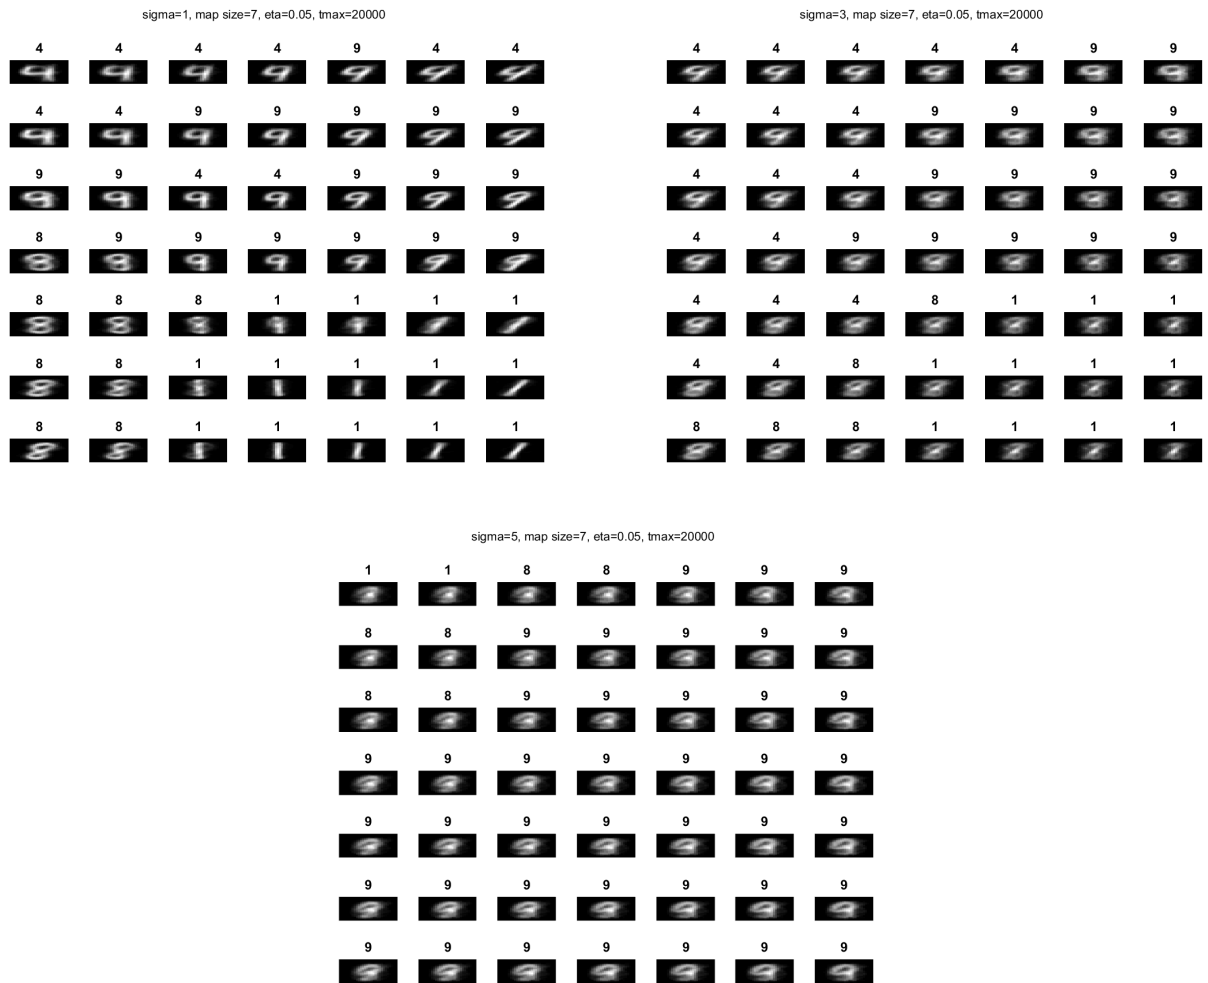 sigma=1, map size=7, eta=0.05, tmax=20000
4 4 4 4 9 4 4
4 4 9 9 9 9 9
9 9 4 4 9 9 9
8 9 9 9 9 9 9
8 8 8 1 1 1 1
8 8 1 1 1 1 1
8 8 1 1 1 1 1
sigma=3, map size=7, eta=0.05, tmax=20000
4 4 4 4 4 9 9
4 4 4 9 9 9 9
4 4 4 9 9 9 9
4 4 9 9 9 9 9
4 4 4 8 1 1 1
4 4 8 1 1 1 1
8 8 8 1 1 1 1
sigma=5, map size=7, eta=0.05, tmax=20000
1 1 8 8 9 9 9
8 8 9 9 9 9 9
8 8 9 9 9 9 9
9 9 9 9 9 9 9
9 9 9 9 9 9 9
9 9 9 9 9 9 9
9 9 9 9 9 9 9